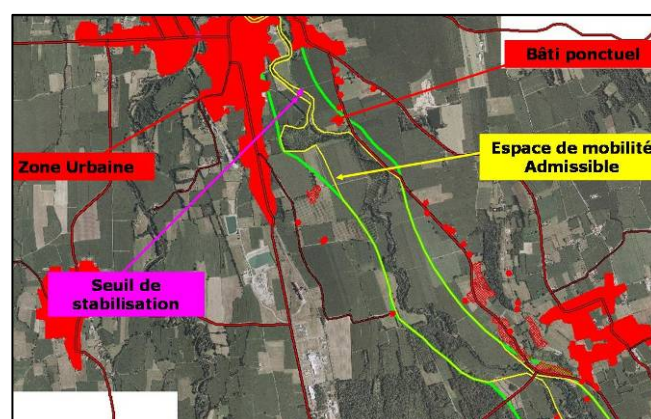 Bâti ponctuel
Espace de mobilité
Admissible
Zone Urbaine
Seuil de
stabilisation